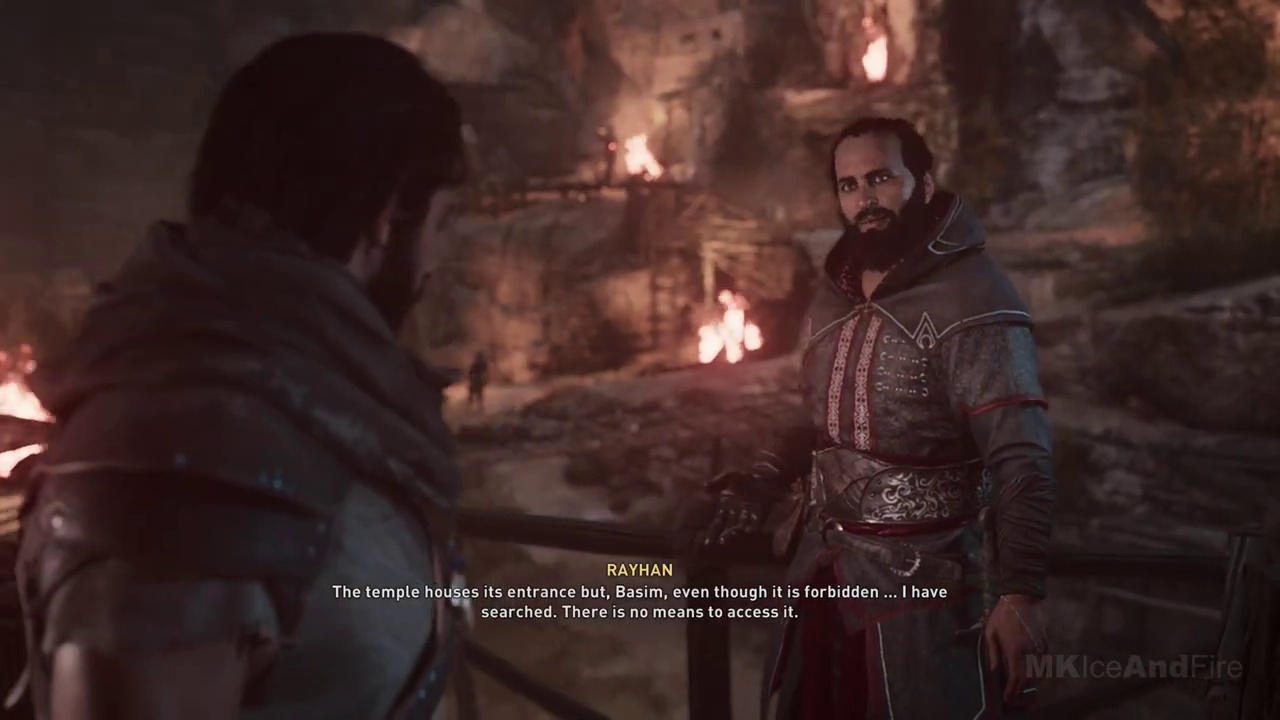 RAYHAN
The temple houses its entrance but, Basim, even though it is forbidden ... I have
searched. There is no means to access it.
MKIceAndFire